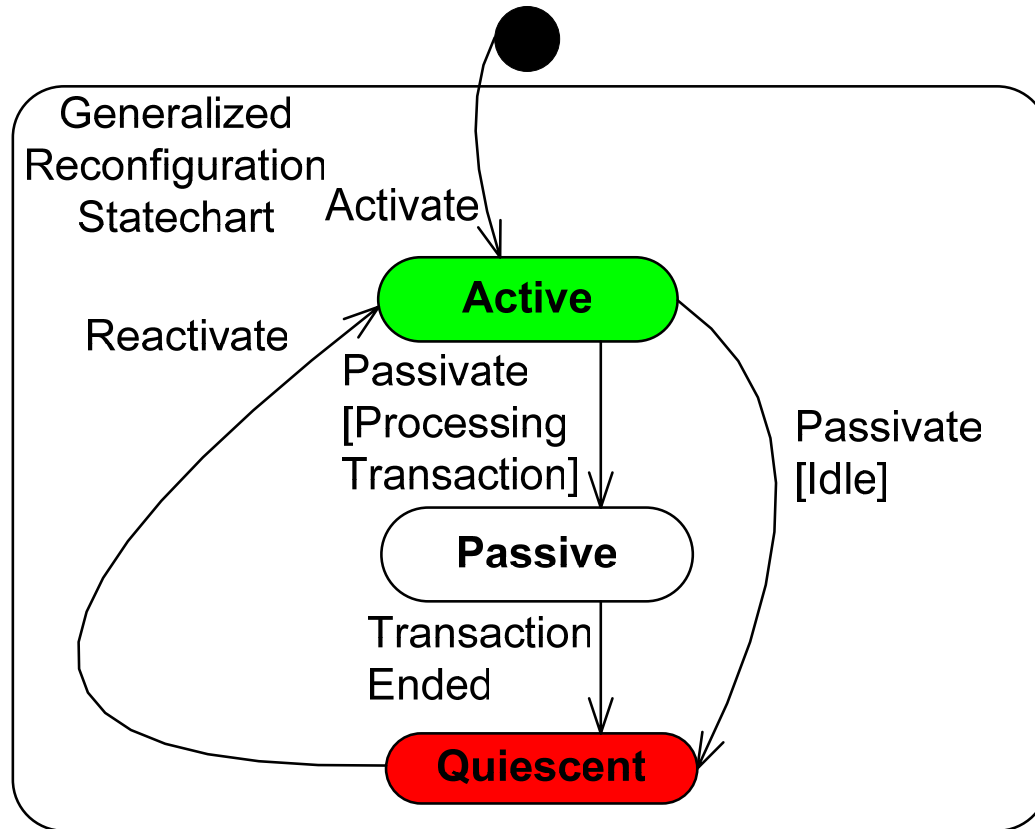 Generalized
Reconfiguration
Statechart
Activate
Active
Reactivate
Passivate
[Processing
Transaction]
Passivate
[Idle]
Passive
Transaction
Ended
Quiescent